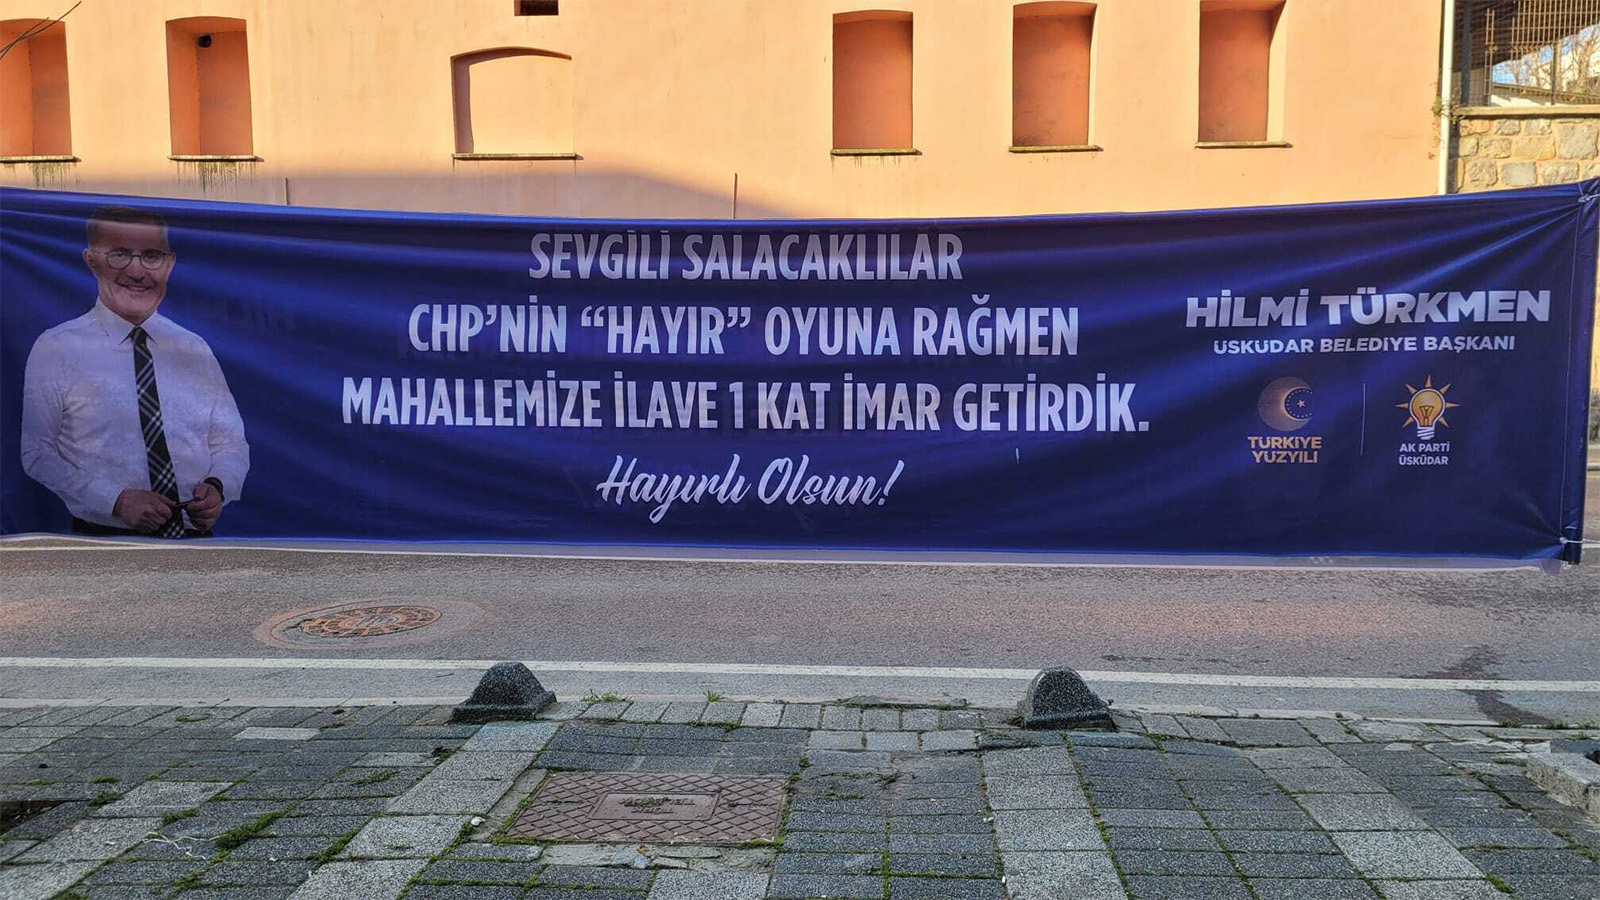 SEVGİLİ SALACAKLILAR
CHP'NİN “HAYIR” OYUNA RAĞMEN
MAHALLEMİZE İLAVE 1 KAT İMAR GETİRDİK.
Hayırlı Olsun!
HİLMİ TÜRKMEN
ÜSKÜDAR BELEDİYE BAŞKANI
TÜRKİYE
YÜZYILI
AK PARTİ
ÜSKÜDAR